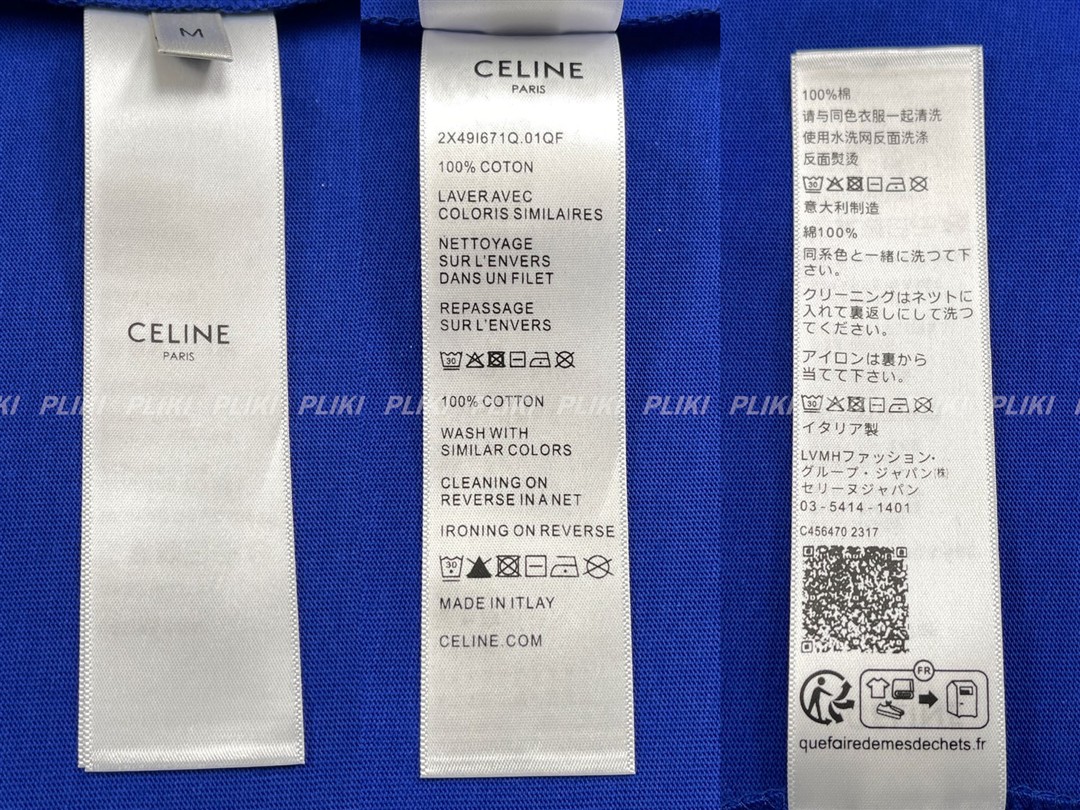 M
CELINE
PARIS
CELINE
PARIS
2X49I671Q.01QF
100% COTON
LAVER AVEC
COLORIS SIMILAIRES
NETTOYAGE
SUR L'ENVERS
DANS UN FILET
REPASSAGE
SUR L'ENVERS
30
100% COTTON
WASH WITH
SIMILAR COLORS
CLEANING ON
REVERSE IN A NET
IRONING ON REVERSE
30
MADE IN ITLAY
CELINE.COM
100%棉
请与同色衣服一起清洗
使用水洗网反面洗涤
反面熨烫
30
意大利制造
綿100%
同系色と一緒に洗つて下
さい。
クリーニングはネツトに
入れて裏返しにして洗つ
てください。
アイロンは裏から
当てて下さい。
30
イタリア製
LVMHファッション・
グループ・ジャパン㈱
セリーヌジャパン
03-5414-1401
C456470 2317
FR
quefairedemesdechets.fr
PLIKI PLIKI PLIKI PLIKI PLIKI PLIKI PLIKI PLIKI PLIKI PLIKI PLIKI PLIKI